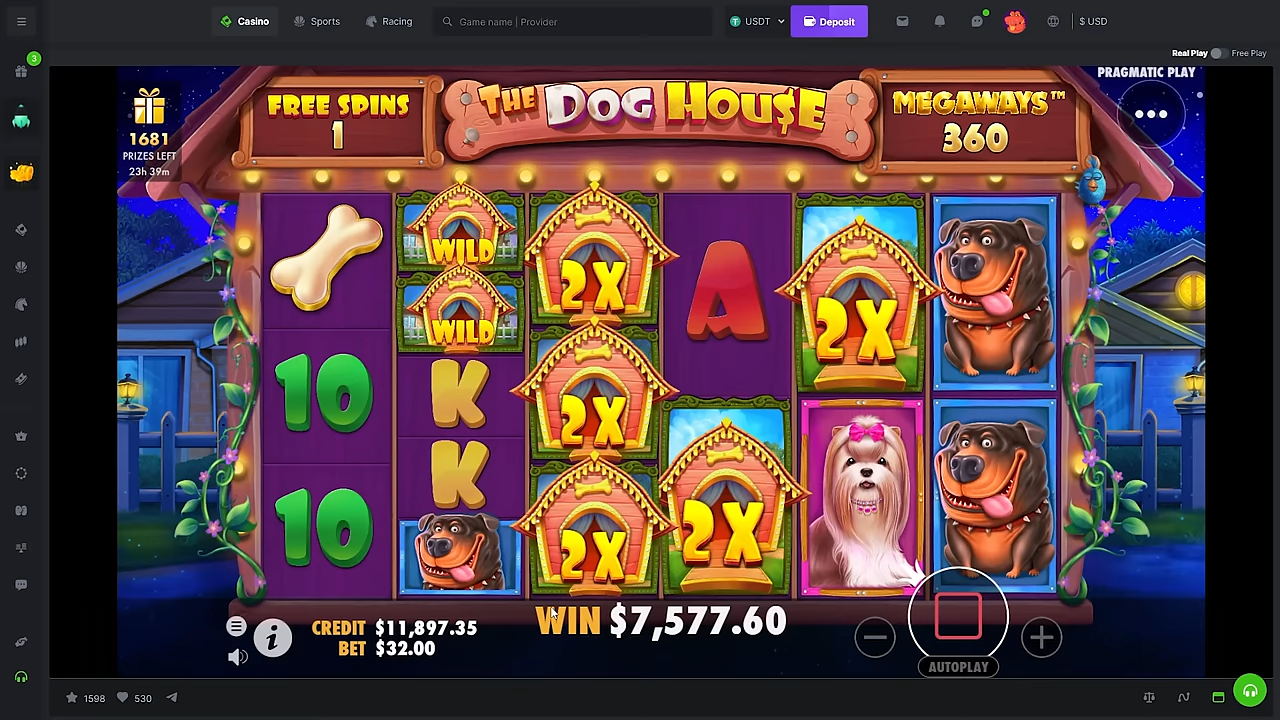 Casino
Sports
Racing
Game name | Provider
USDT
Deposit
$ USD
3
Real Play
Free Play
PRAGMATIC PLAY
1681
PRIZES LEFT
23h 39m
FREE SPINS
1
THE DOG HOU$E
MEGAWAYS™
360
WILD
WILD
2X
2X
2X
A
2X
2X
10
10
K
K
WIN $7,577.60
CREDIT $11,897.35
BET $32.00
AUTOPLAY
1598
530